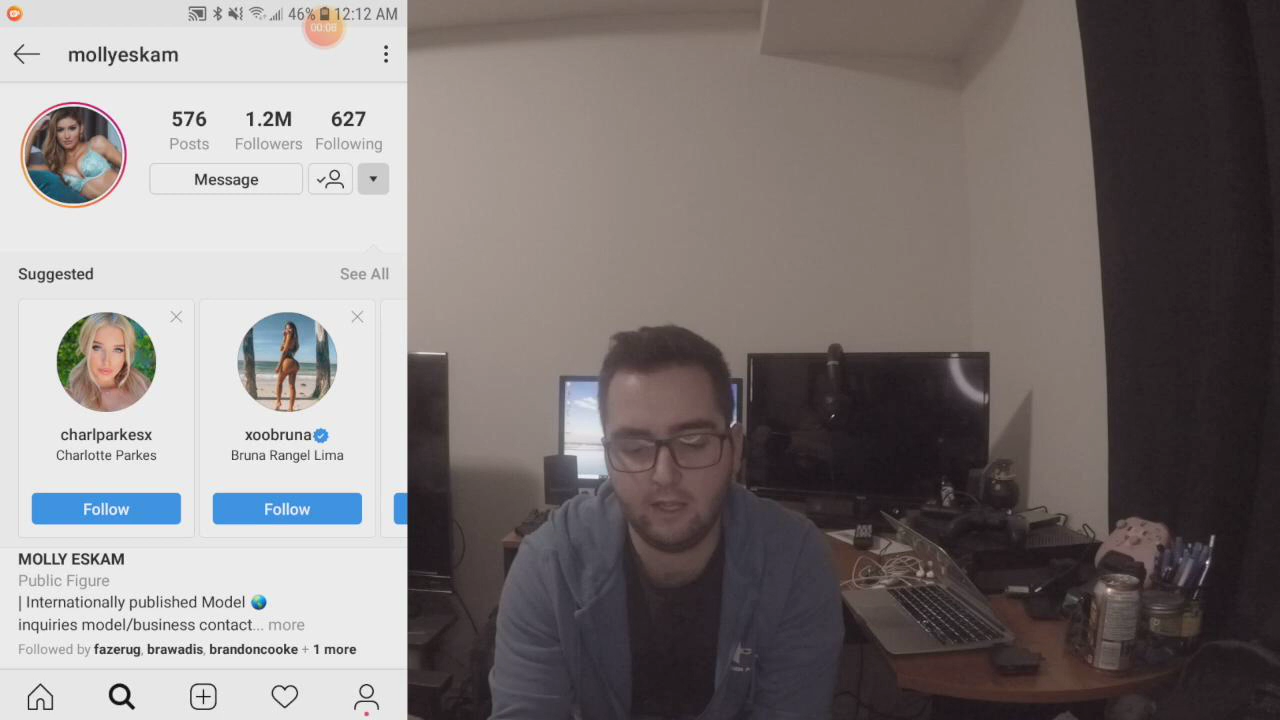 46% 12:12 AM
00:08
mollyeskam
576 1.2M 627
Posts Followers Following
Message
Suggested See All
charlparkesx xoobruna
Charlotte Parkes Bruna Rangel Lima
Follow Follow
MOLLY ESKAM
Public Figure
| Internationally published Model 🌎
inquiries model/business contact... more
Followed by fazerug, brawadis, brandoncooke + 1 more